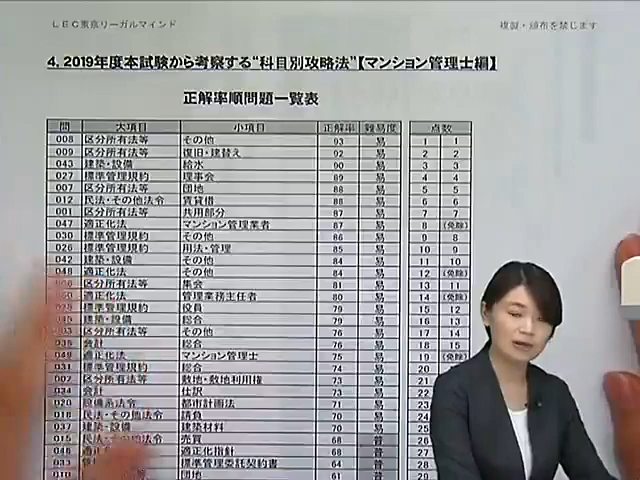 LEC東京リーガルマインド 複製・頒布を禁じます
4. 2019年度本試験から考察する“科目別攻略法”【マンション管理士編】
正解率順問題一覧表
問 大項目 小項目 正解率 難易度 点数
008 区分所有法等 その他 93 易 1 1
009 区分所有法等 復旧・建替え 92 易 2 2
043 建築・設備 給水 90 易 3 3
027 標準管理規約 理事会 89 易 4 4
007 区分所有法等 団地 88 易 5 5
012 民法・その他法令 賃貸借 88 易 6 6
001 区分所有法等 共用部分 87 易 7 7
047 適正化法 マンション管理業者 87 易 8 (免除)
030 標準管理規約 その他 86 易 9 8
026 標準管理規約 用法・管理 85 易 10 9
042 建築・設備 その他 84 易 11 10
048 適正化法 その他 84 易 12 (免除)
区分所有法等 集会 81 易 13 11
適正化法 管理業務主任者 80 易 14 (免除)
標準管理規約 役員 79 易 15 12
建築・設備 総合 79 易 16 13
003 区分所有法等 その他 76 易 17 14
035 会計 総合 76 易 18 15
049 適正化法 マンション管理士 75 易 19 (免除)
031 標準管理規約 総合 74 易 20
002 区分所有法等 敷地・敷地利用権 73 易 21
034 会計 仕訳 73 易 22
020 設備系法令 都市計画法 71 易 23
016 民法・その他法令 請負 70 易 24
037 建築・設備 建築材料 70 易 25
015 民法・その他法令 売買 68 普 26
046 適正化指針 68 普 27
033 標準管理委託契約書 64 普 28
010 団地 61 普 29